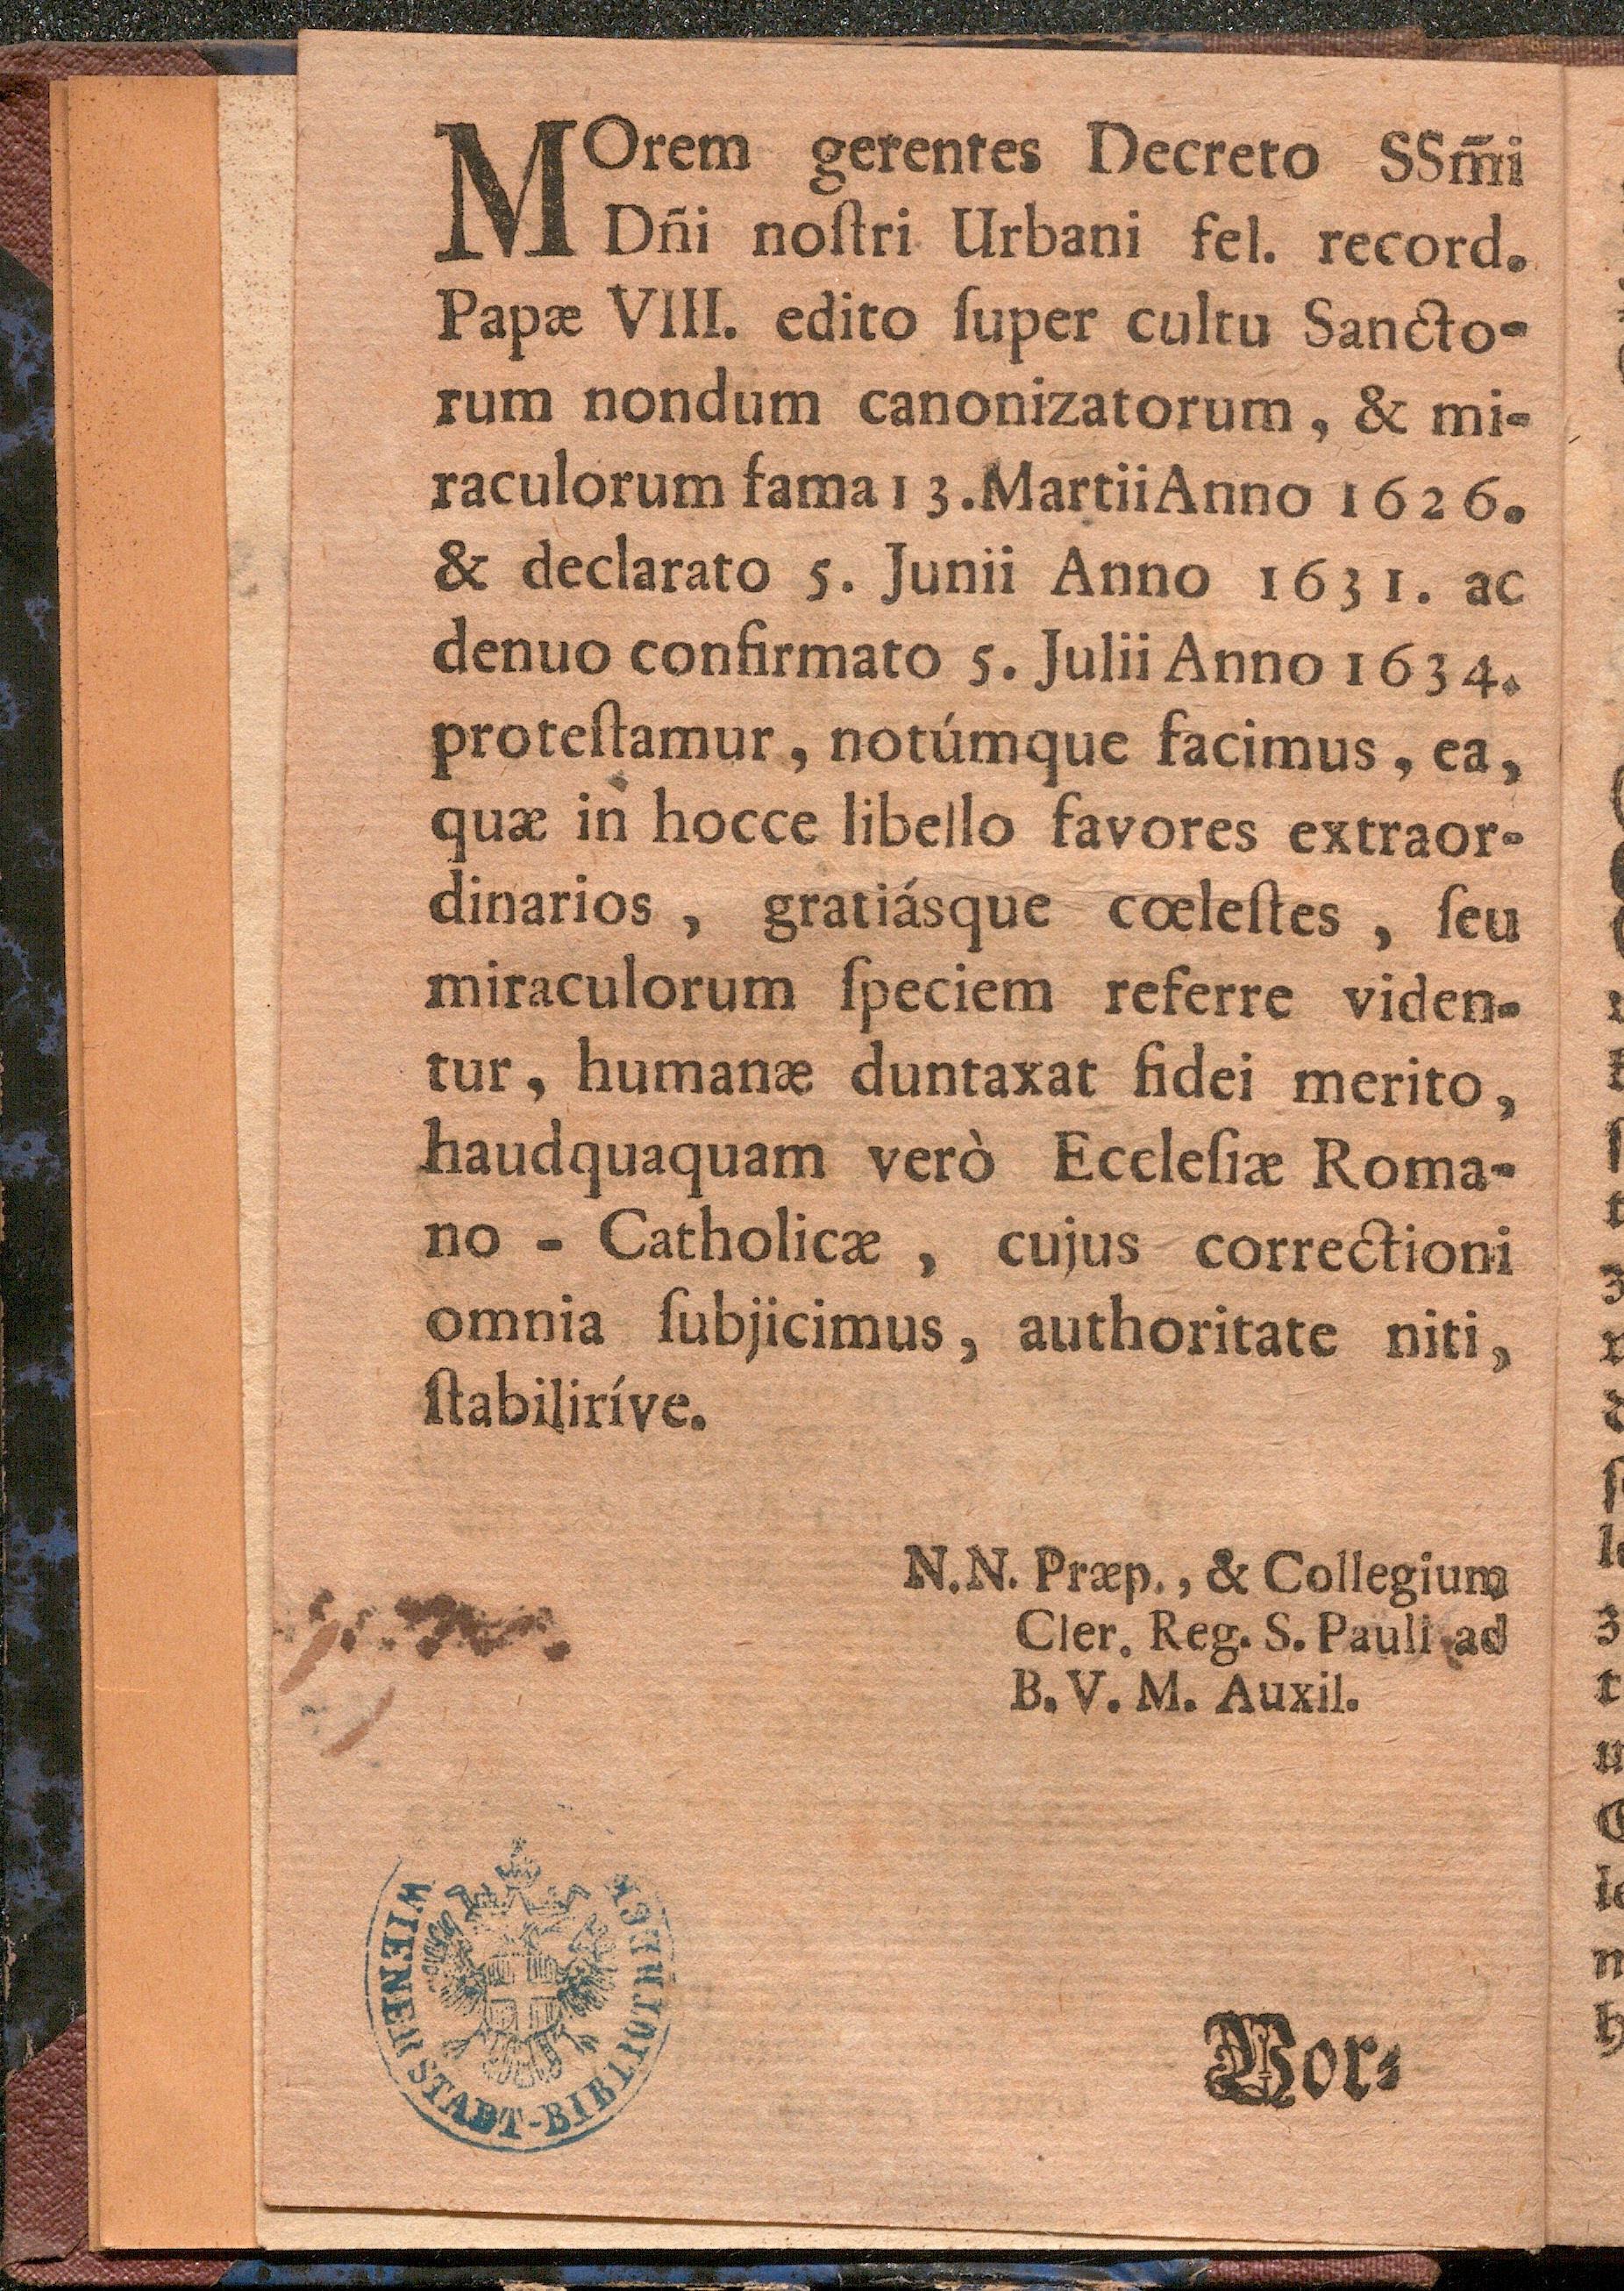 MOrem gerentes Decreto SSm̃i
Dñi noſtri Urbani fel. record.
Papæ VIII. edito ſuper cultu Sancto-
rum nondum canonizatorum, & mi-
raculorum fama 13. Martii Anno 1626.
& declarato 5. Junii Anno 1631. ac
denuo confirmato 5. Julii Anno 1634.
proteſtamur, notúmque facimus, ea,
quæ in hocce libello favores extraor-
dinarios, gratiásque cœleſtes, ſeu
miraculorum ſpeciem referre viden-
tur, humanæ duntaxat fidei merito,
haudquaquam verò Eceleſiæ Roma-
no - Catholicæ, cujus correctioni
omnia ſubjicimus, authoritate niti,
ſtabiliríve.
N.N. Præp., & Collegium
Cler. Reg. S. Pauli ad
B. V. M. Auxil.
WIENER STADT-BIBLIOTHEK
Vor-